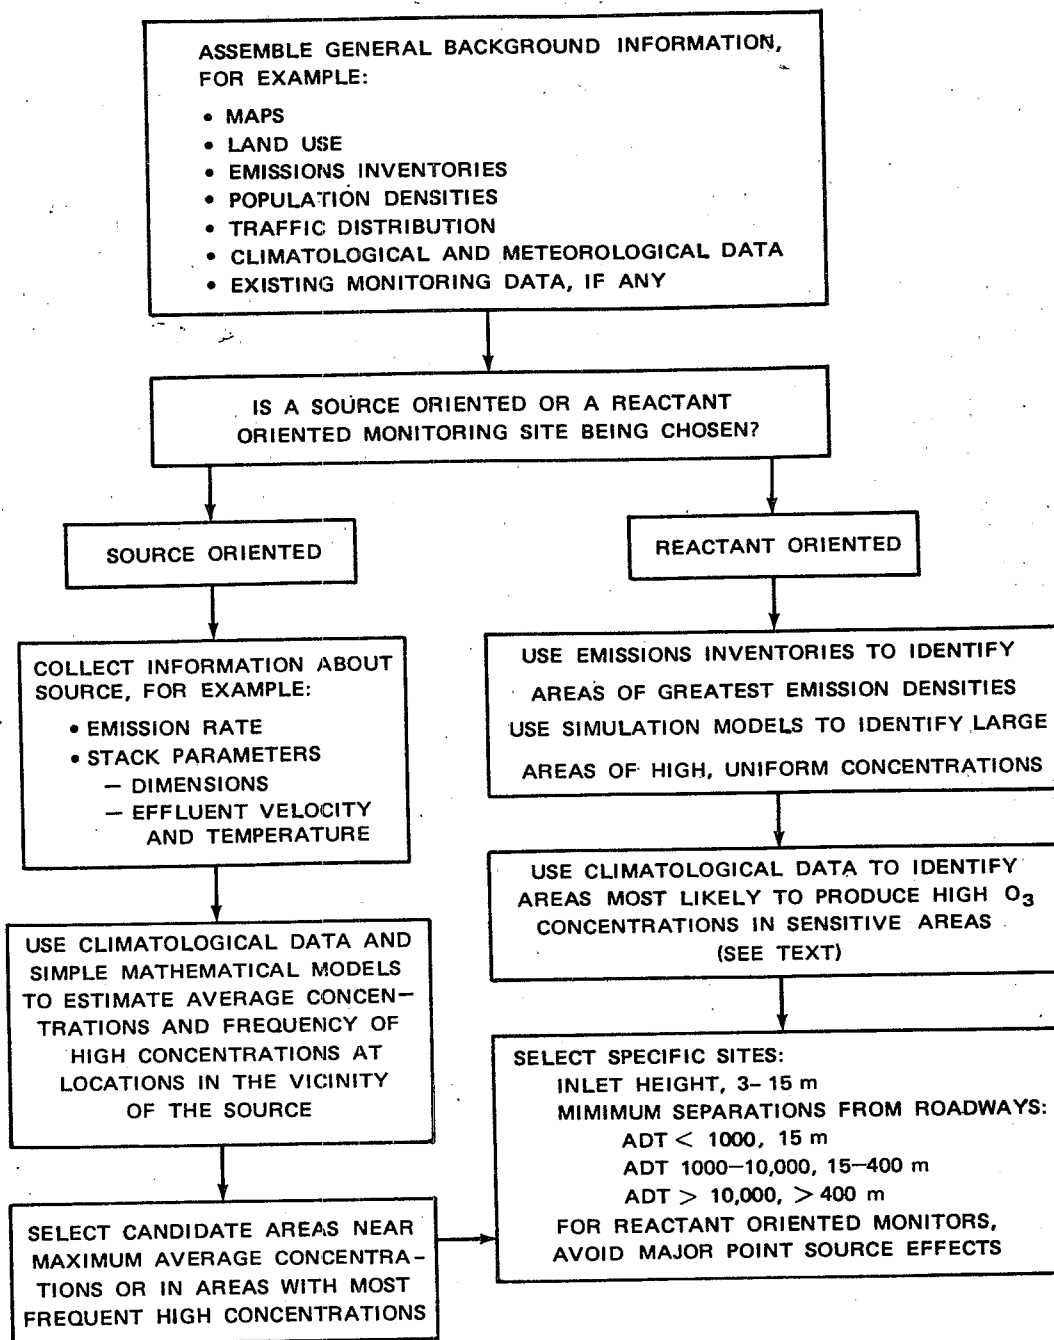 ASSEMBLE GENERAL BACKGROUND INFORMATION,
FOR EXAMPLE:
• MAPS
• LAND USE
• EMISSIONS INVENTORIES
• POPULATION DENSITIES
• TRAFFIC DISTRIBUTION
• CLIMATOLOGICAL AND METEOROLOGICAL DATA
• EXISTING MONITORING DATA, IF ANY
IS A SOURCE ORIENTED OR A REACTANT
ORIENTED MONITORING SITE BEING CHOSEN?
SOURCE ORIENTED
COLLECT INFORMATION ABOUT
SOURCE, FOR EXAMPLE:
• EMISSION RATE
• STACK PARAMETERS
— DIMENSIONS
— EFFLUENT VELOCITY
AND TEMPERATURE
USE CLIMATOLOGICAL DATA AND
SIMPLE MATHEMATICAL MODELS
TO ESTIMATE AVERAGE CONCEN–
TRATIONS AND FREQUENCY OF
HIGH CONCENTRATIONS AT
LOCATIONS IN THE VICINITY
OF THE SOURCE
SELECT CANDIDATE AREAS NEAR
MAXIMUM AVERAGE CONCENTRA–
TIONS OR IN AREAS WITH MOST
FREQUENT HIGH CONCENTRATIONS
REACTANT ORIENTED
USE EMISSIONS INVENTORIES TO IDENTIFY
AREAS OF GREATEST EMISSION DENSITIES
USE SIMULATION MODELS TO IDENTIFY LARGE
AREAS OF HIGH, UNIFORM CONCENTRATIONS
USE CLIMATOLOGICAL DATA TO IDENTIFY
AREAS MOST LIKELY TO PRODUCE HIGH O3
CONCENTRATIONS IN SENSITIVE AREAS
(SEE TEXT)
SELECT SPECIFIC SITES:
INLET HEIGHT, 3–15 m
MIMIMUM SEPARATIONS FROM ROADWAYS:
ADT < 1000, 15 m
ADT 1000–10,000, 15–400 m
ADT > 10,000, > 400 m
FOR REACTANT ORIENTED MONITORS,
AVOID MAJOR POINT SOURCE EFFECTS